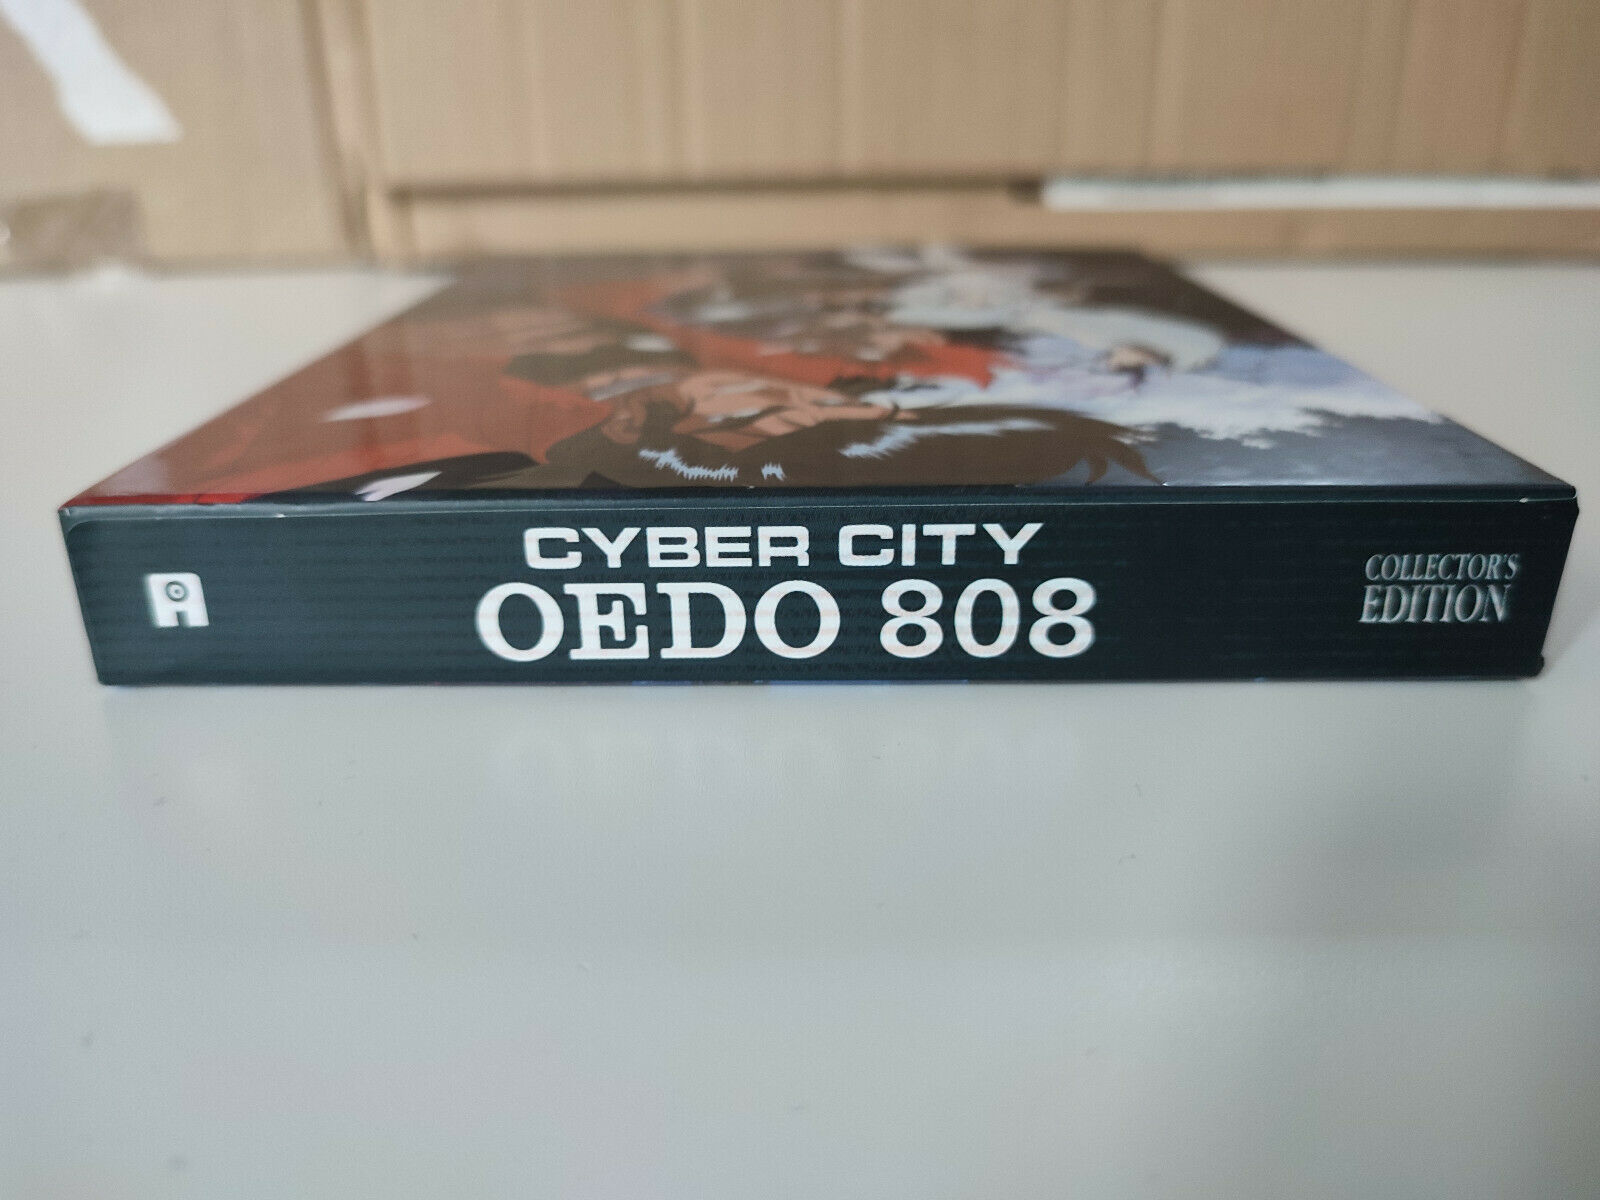 CYBER CITY
OEDO 808
COLLECTOR'S
EDITION